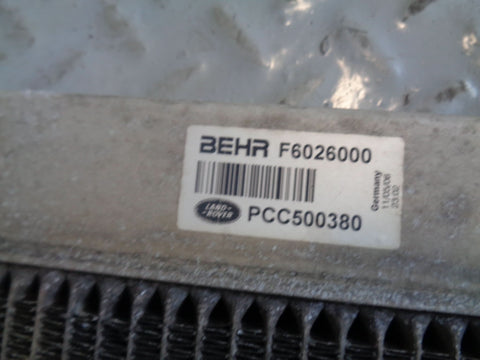 BEHR F6026000
LAND-
ROVER
PCC500380
Germany
11/05/06
23:02